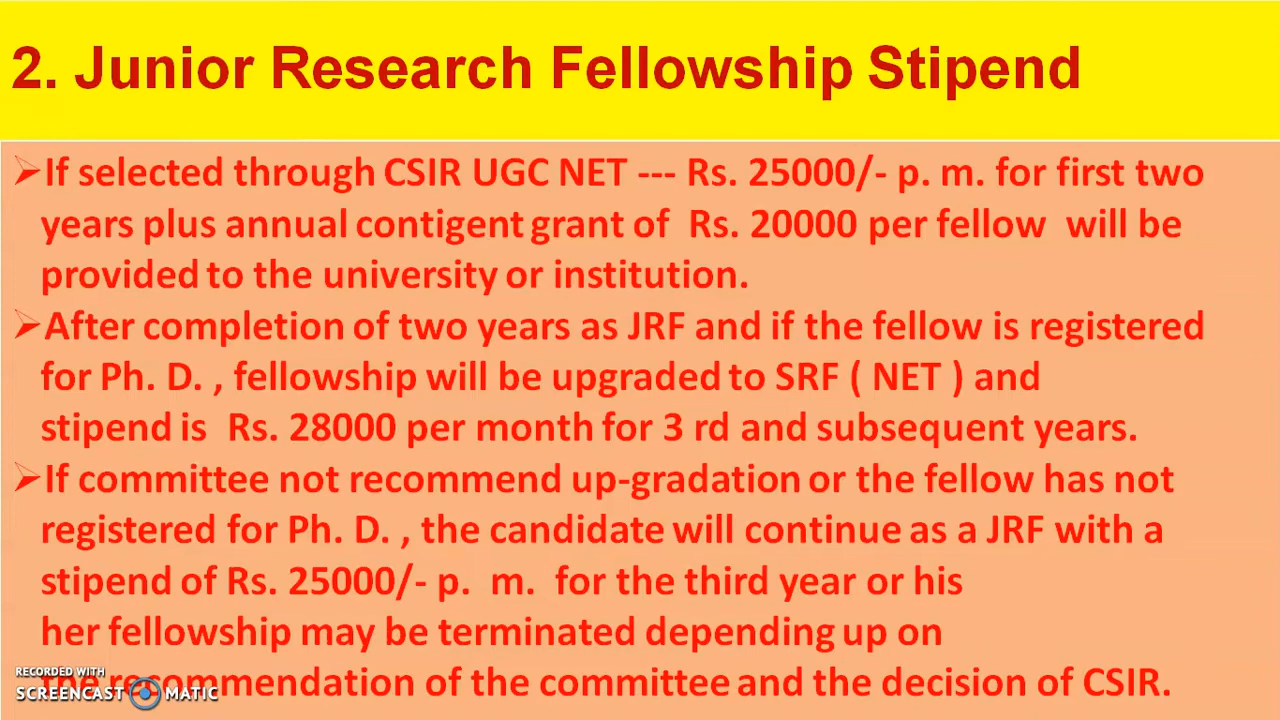 2. Junior Research Fellowship Stipend
➢If selected through CSIR UGC NET --- Rs. 25000/- p. m. for first two
years plus annual contigent grant of Rs. 20000 per fellow will be
provided to the university or institution.
➢After completion of two years as JRF and if the fellow is registered
for Ph. D. , fellowship will be upgraded to SRF ( NET ) and
stipend is Rs. 28000 per month for 3 rd and subsequent years.
➢If committee not recommend up-gradation or the fellow has not
registered for Ph. D. , the candidate will continue as a JRF with a
stipend of Rs. 25000/- p. m. for the third year or his
her fellowship may be terminated depending up on
the recommendation of the committee and the decision of CSIR.
RECORDED WITH
SCREENCAST MATIC